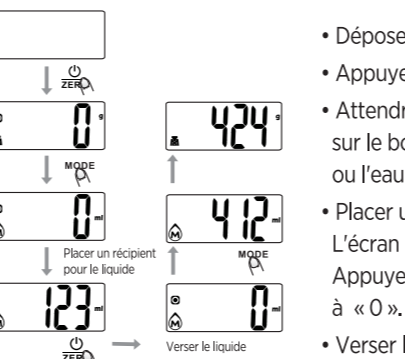 ZERO
0 g
424 g
MODE
0 ml
412 ml
MODE
Placer un récipient
pour le liquide
123 ml
0 ml
ZERO
Verser le liquide
• Dépose
• Appuye
• Attendr
sur le bo
ou l'eau
• Placer u
L'écran
Appuye
à « 0 ».
• Verser l